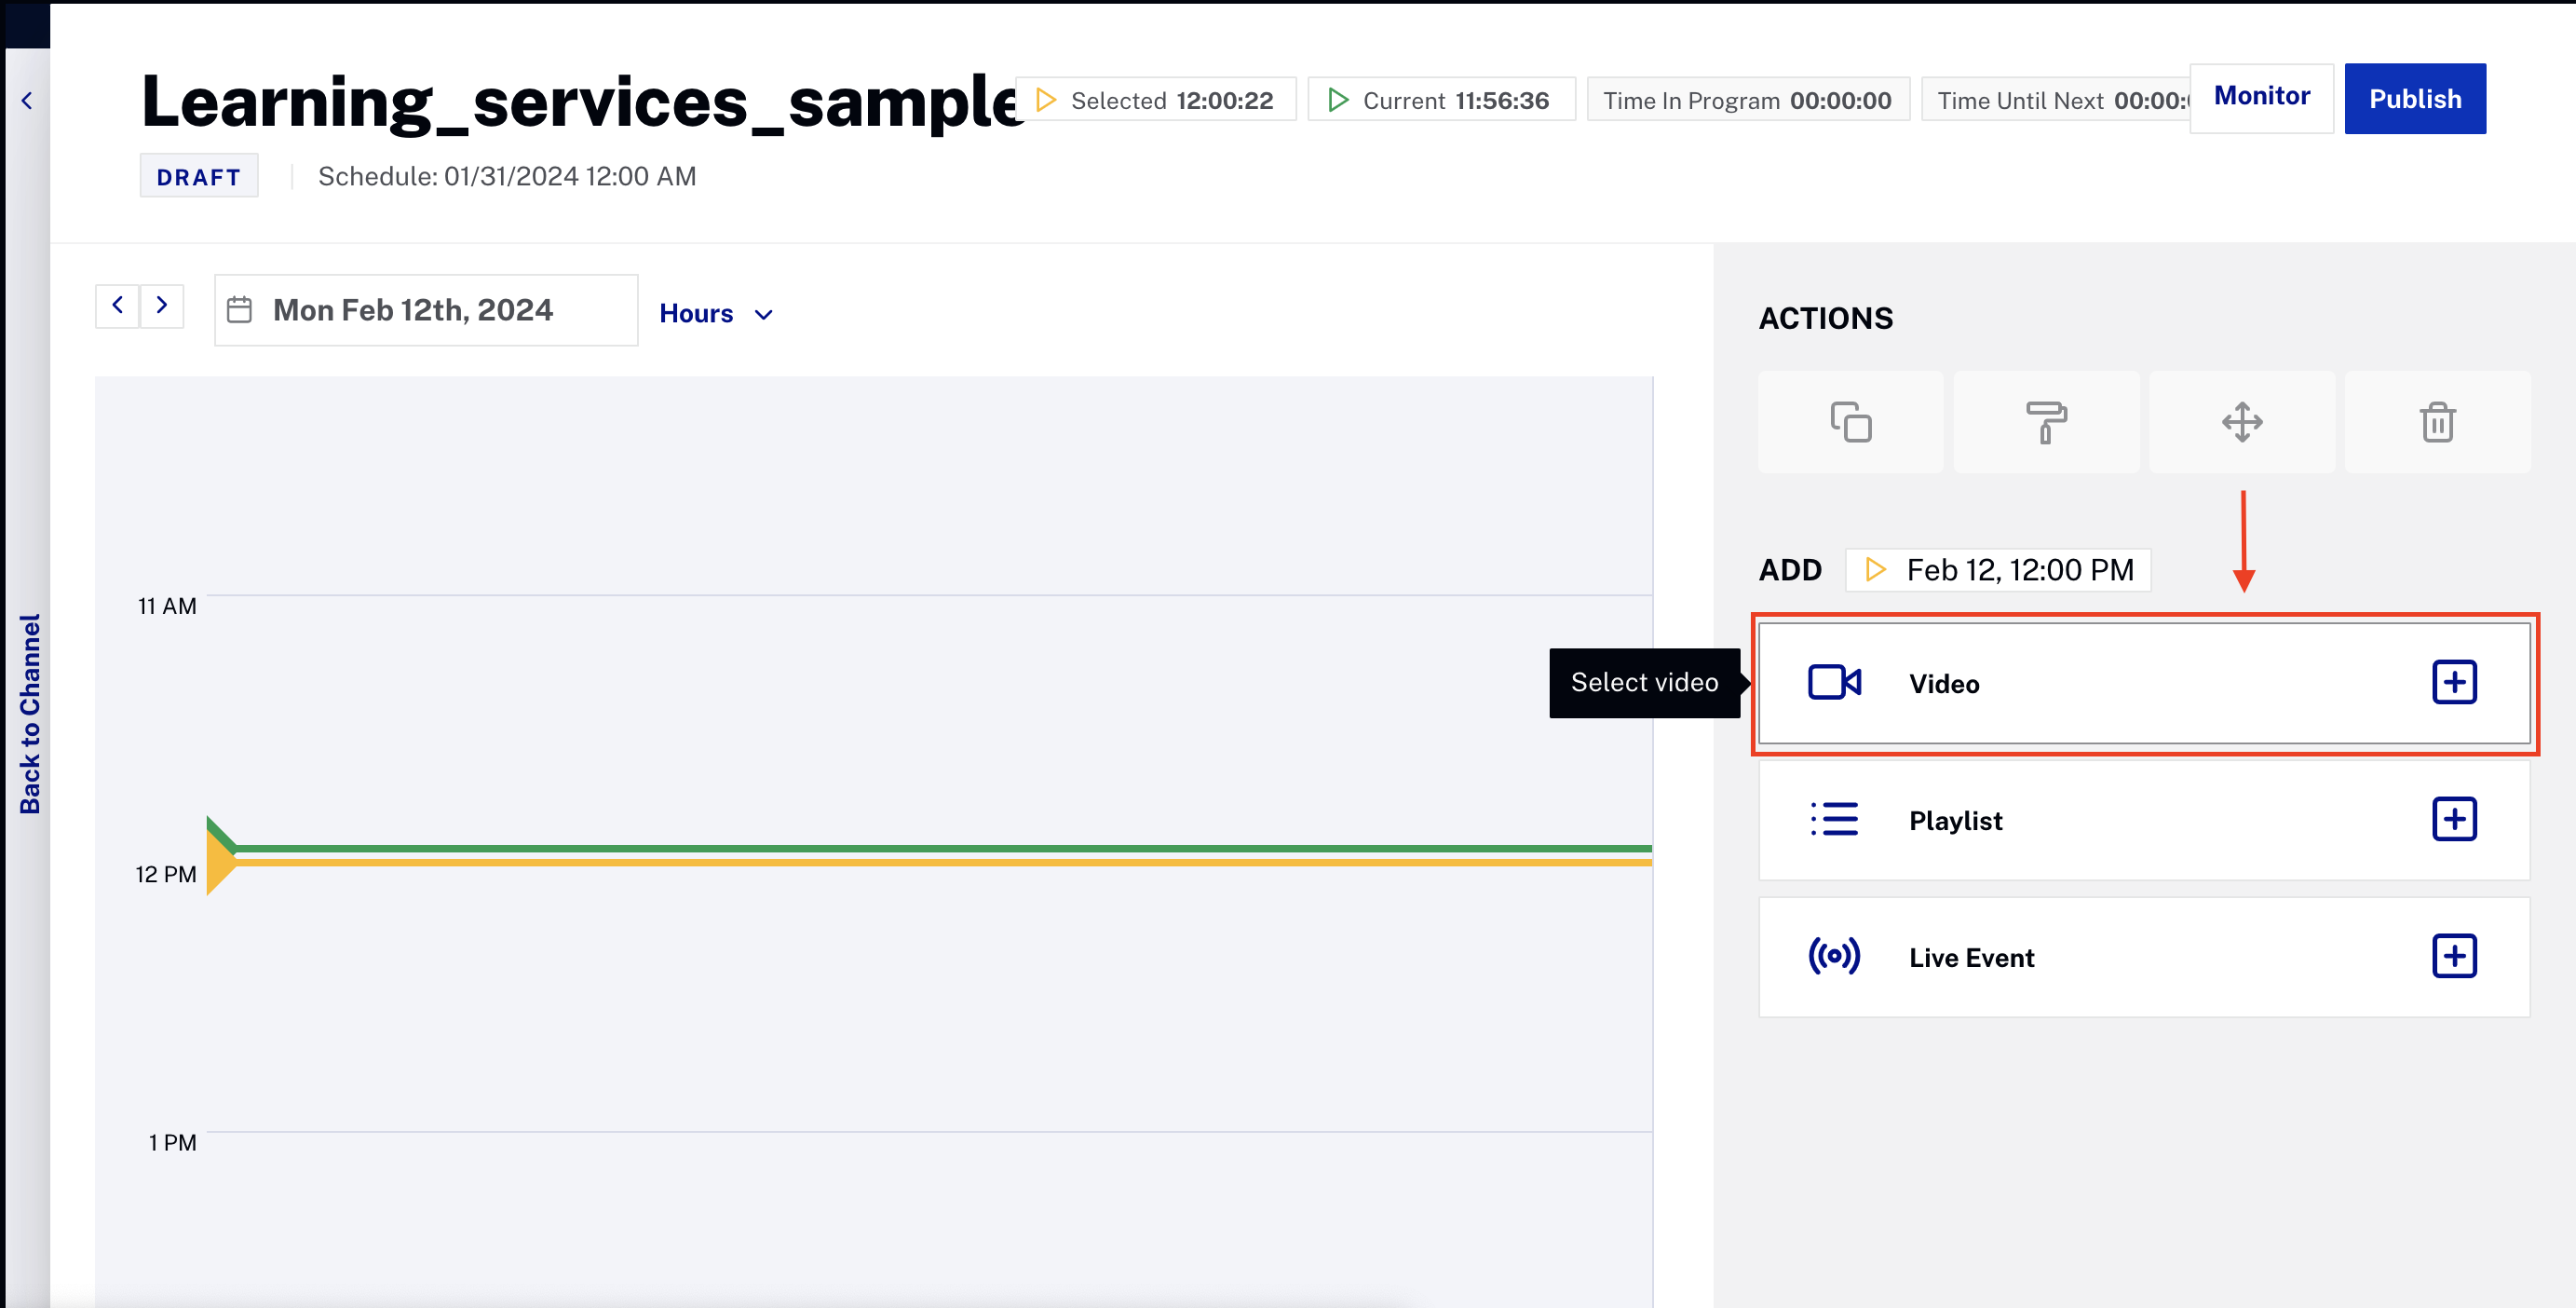 Learning_services_sample
Selected 12:00:22
Current 11:56:36
Time In Program 00:00:00
Time Until Next 00:00:
Monitor
Publish
DRAFT
Schedule: 01/31/2024 12:00 AM
Back to Channel
Mon Feb 12th, 2024
Hours
11 AM
12 PM
1 PM
ACTIONS
ADD
Feb 12, 12:00 PM
Select video
Video
Playlist
Live Event